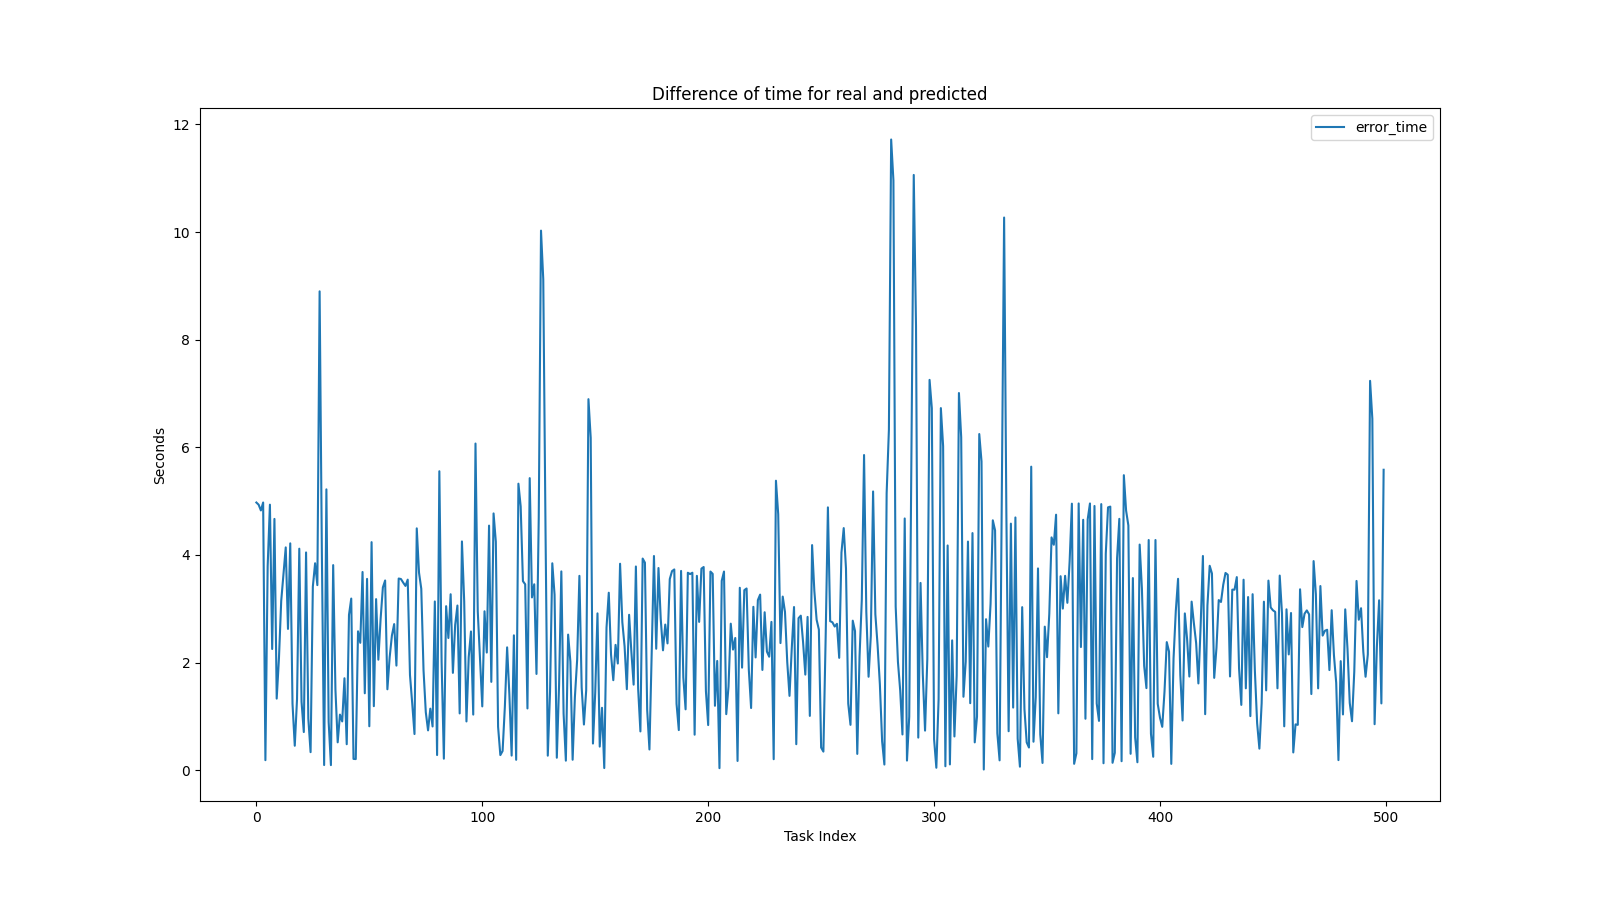 Difference of time for real and predicted
error_time
12
10
8
6
4
2
0
Seconds
0 100 200 300 400 500
Task Index